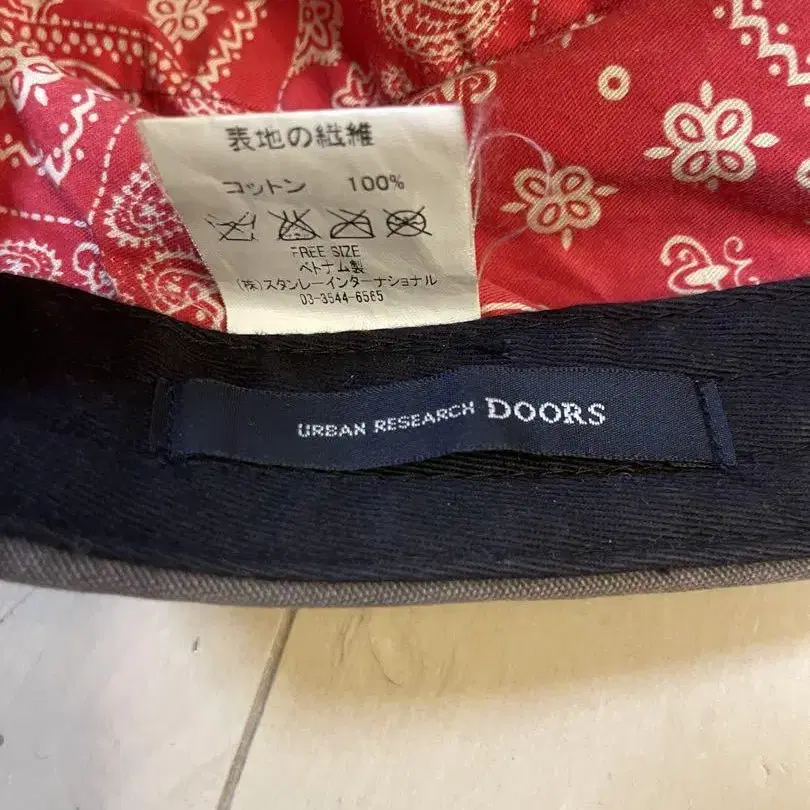 表地の繊維
コットン 100%
FREE SIZE
ベトナム製
(株)スタンレーインターナショナル
03-3544-6565
URBAN RESEARCH DOORS